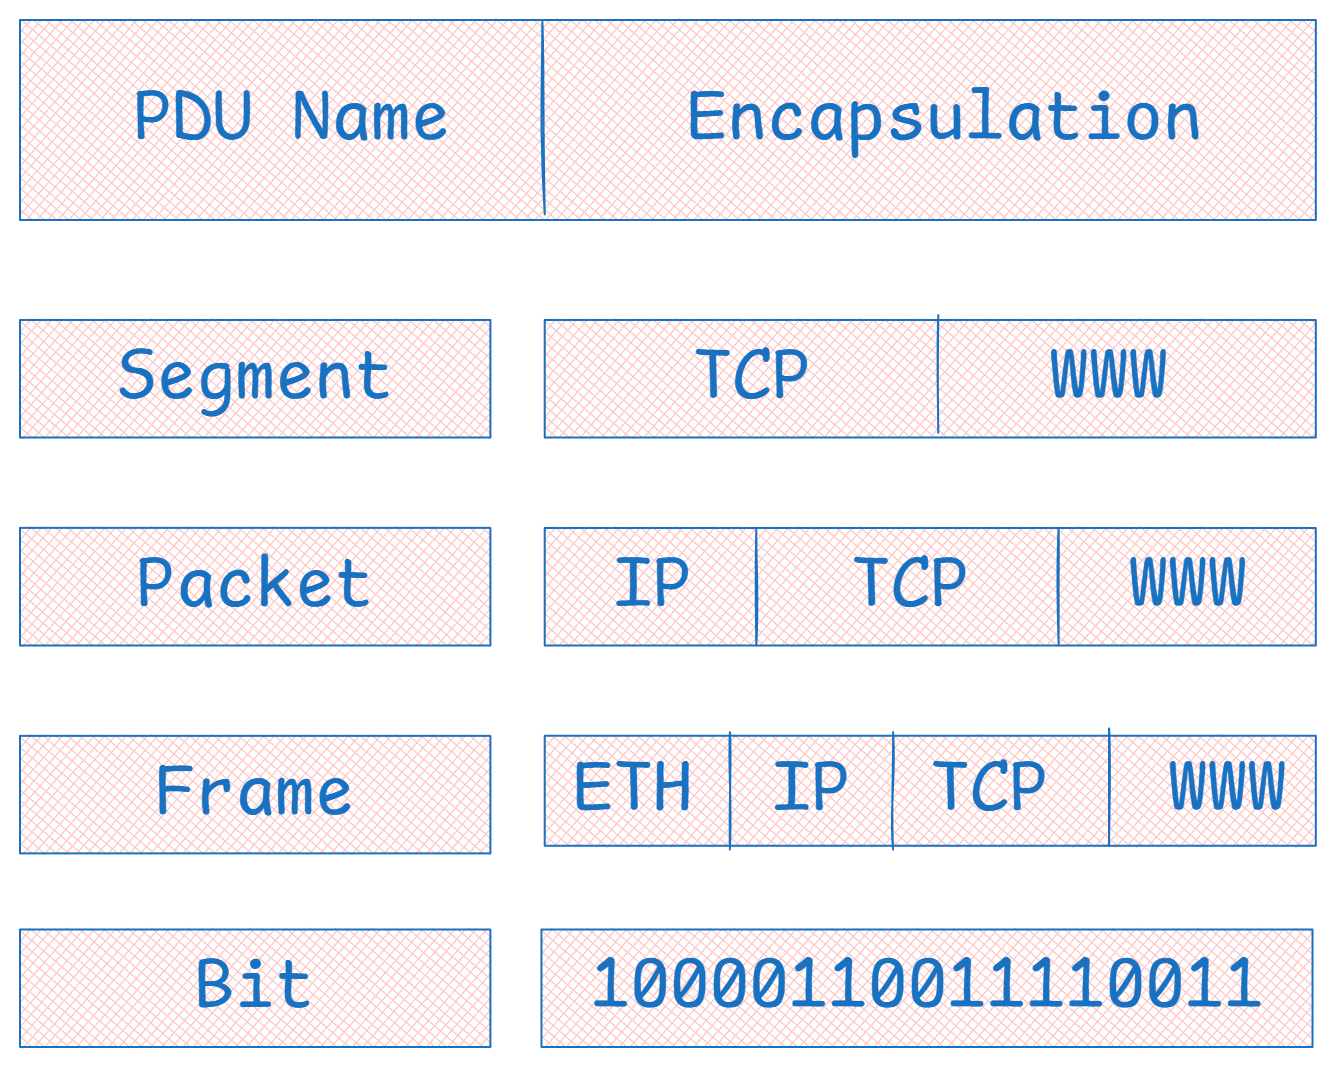 PDU Name Encapsulation
Segment TCP WWW
Packet IP TCP WWW
Frame ETH IP TCP WWW
Bit 10000110011110011